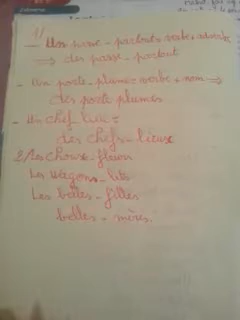 1/
_ Un passe - partout = verbe + adverbe
⇒ des passe - partout
- Un porte - plume = verbe + nom ⇒
des porte plumes
- Un chef lieu =
des chefs - lieux
2/ Les choux - fleurs
Les wagons - lits
Les belles - filles
belles - mères.